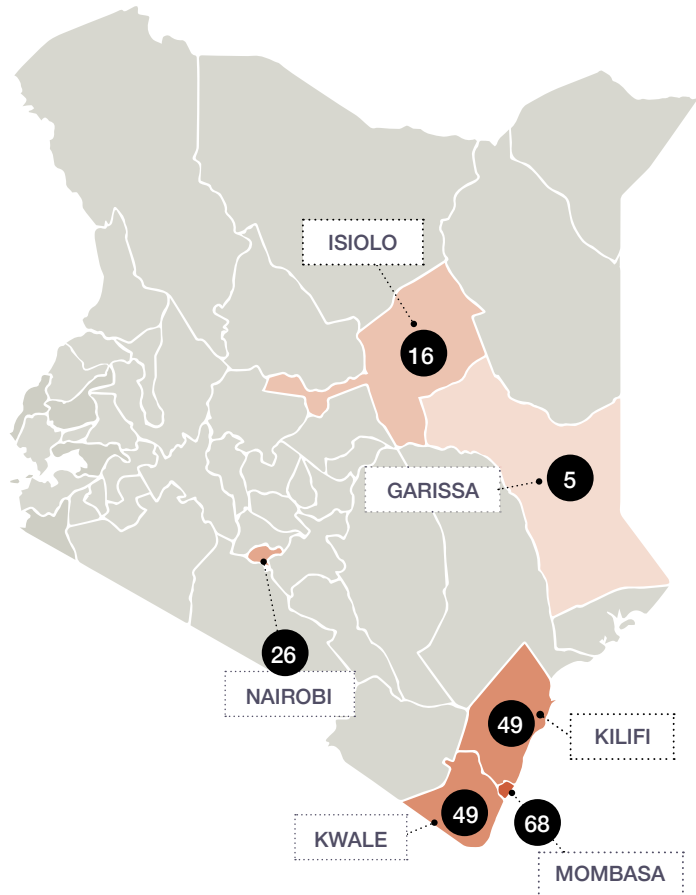 ISIOLO
16
GARISSA
5
26
NAIROBI
49
KILIFI
49
KWALE
68
MOMBASA